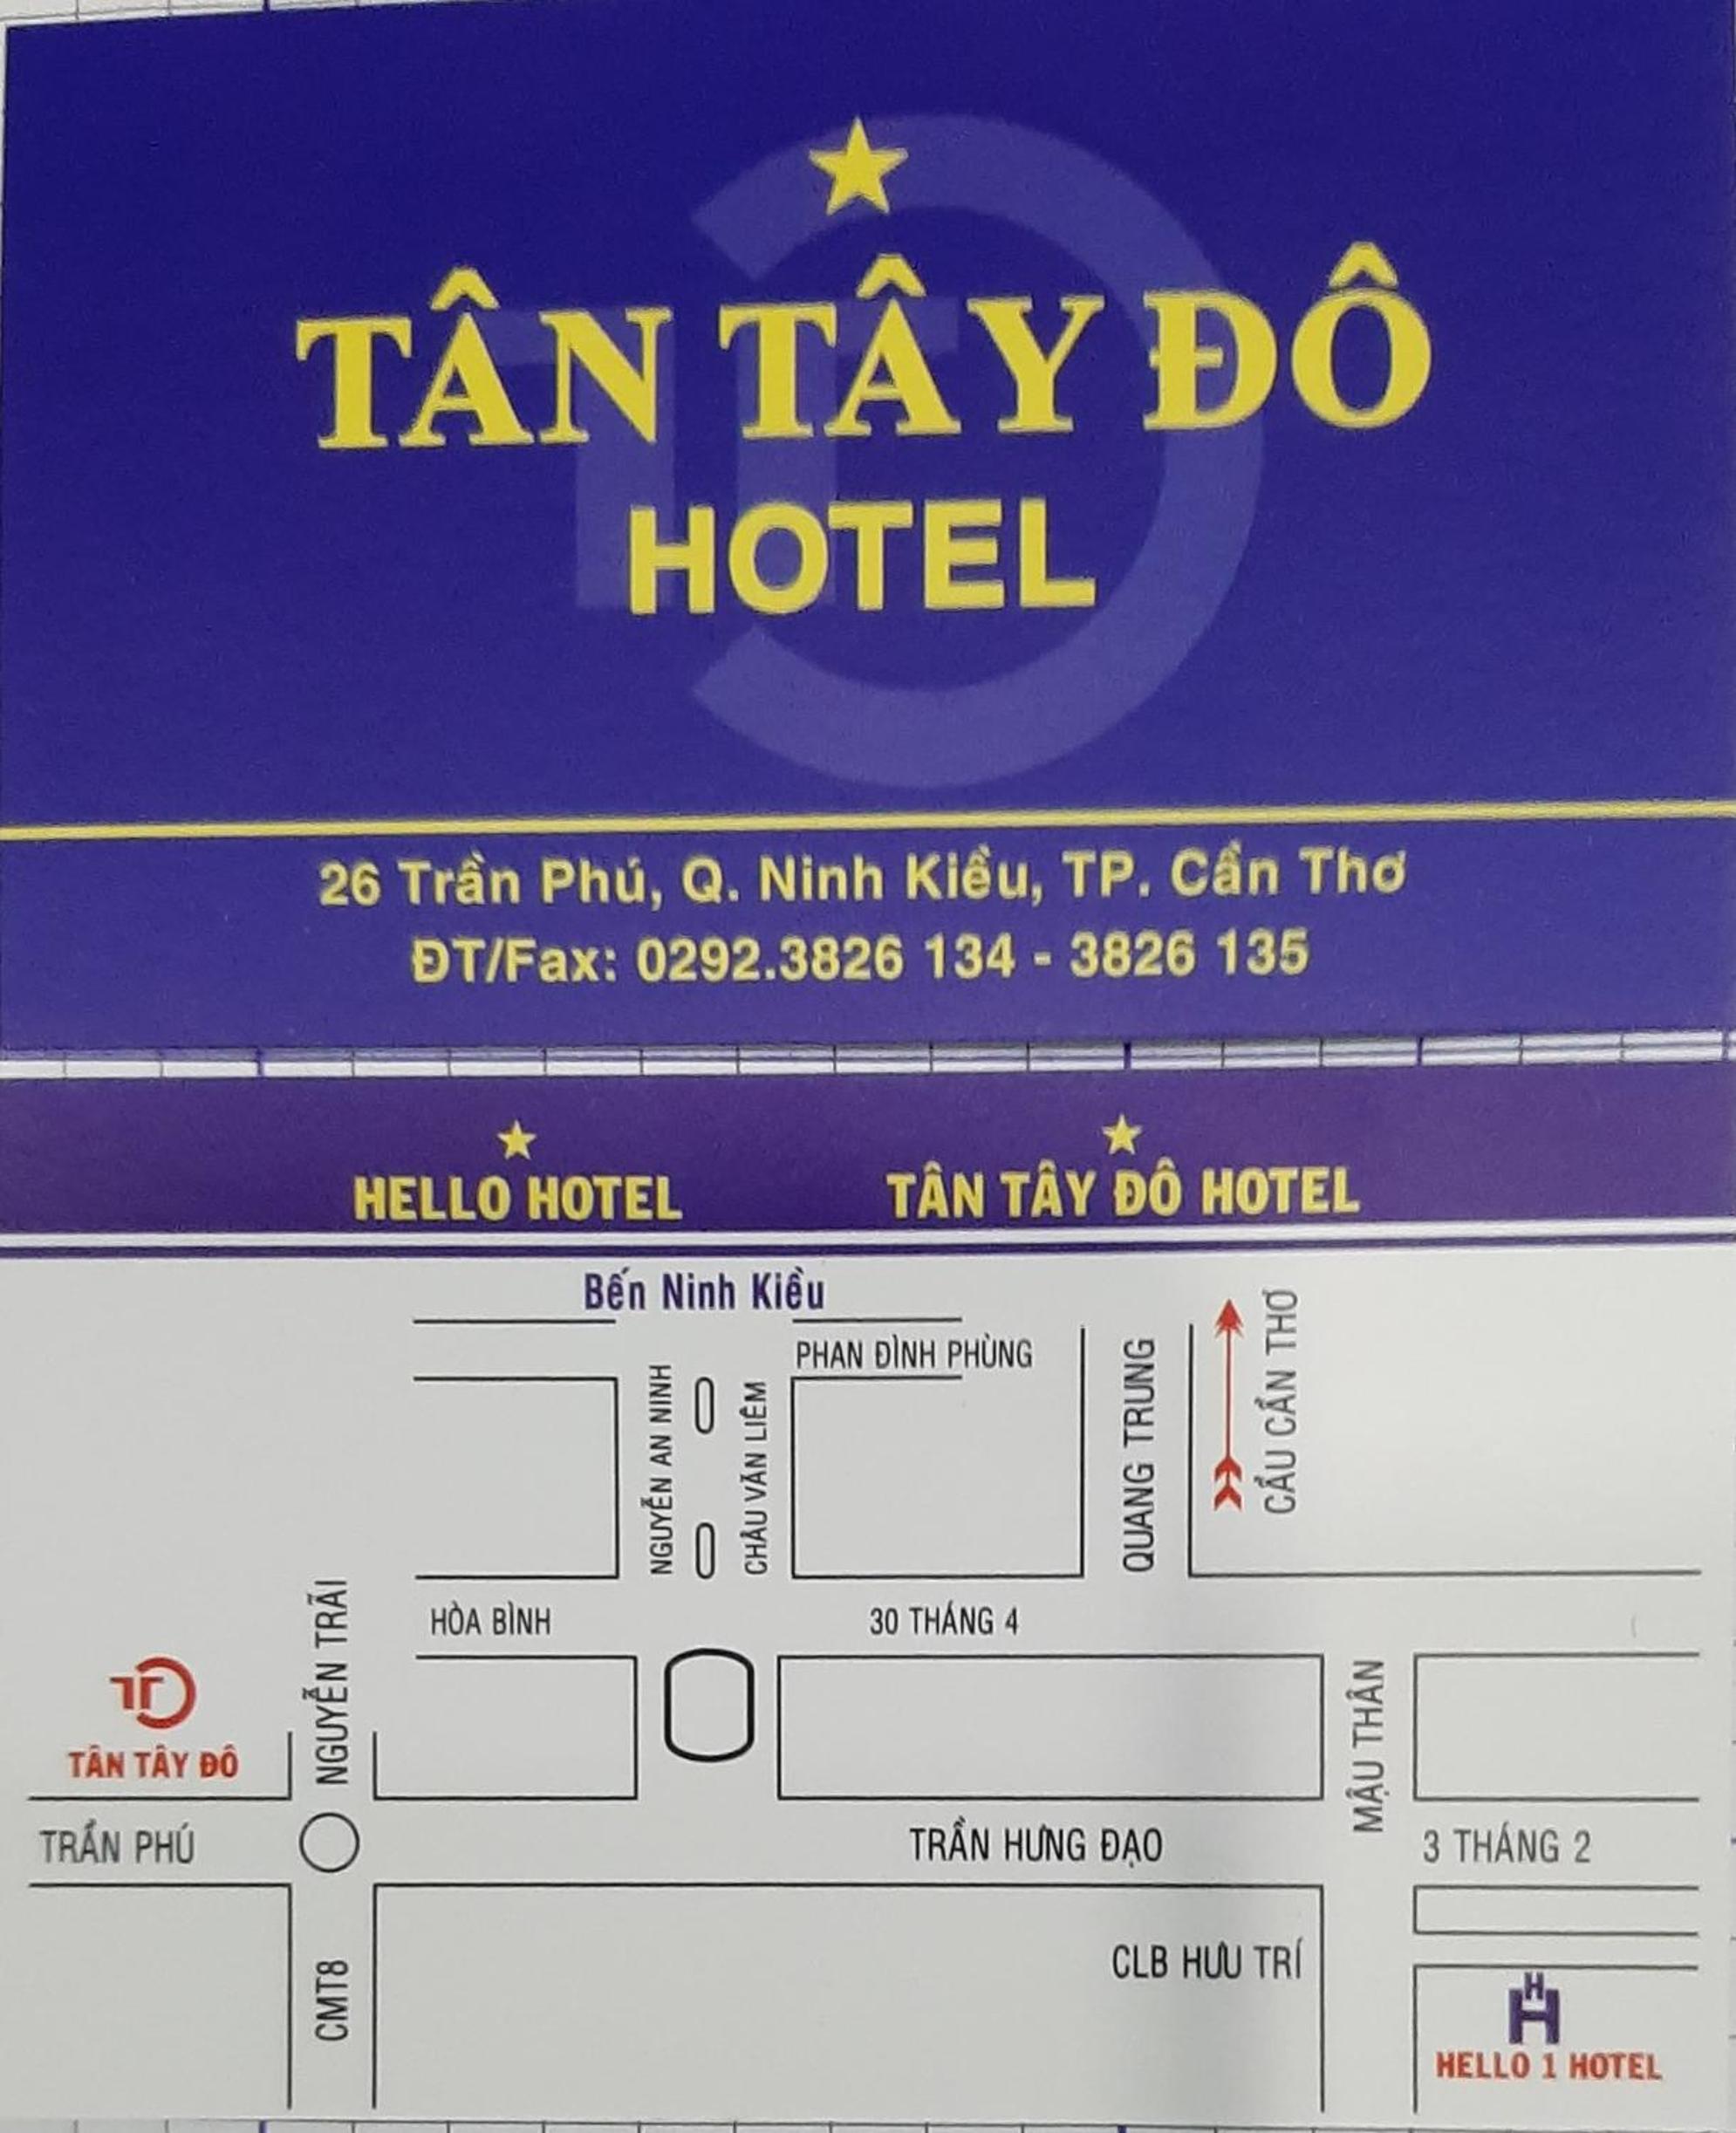 TÂN TÂY ĐÔ
HOTEL
26 Trần Phú, Q. Ninh Kiều, TP. Cần Thơ
ĐT/Fax: 0292.3826 134 - 3826 135
HELLO HOTEL
TÂN TÂY ĐÔ HOTEL
Bến Ninh Kiều
PHAN ĐÌNH PHÙNG
NGUYỄN AN NINH
CHÂU VĂN LIÊM
QUANG TRUNG
CẦU CẦN THƠ
HÒA BÌNH
30 THÁNG 4
NGUYỄN TRÃI
TÂN TÂY ĐÔ
MẬU THÂN
TRẦN PHÚ
TRẦN HƯNG ĐẠO
3 THÁNG 2
CMT8
CLB HƯU TRÍ
H
H
HELLO 1 HOTEL